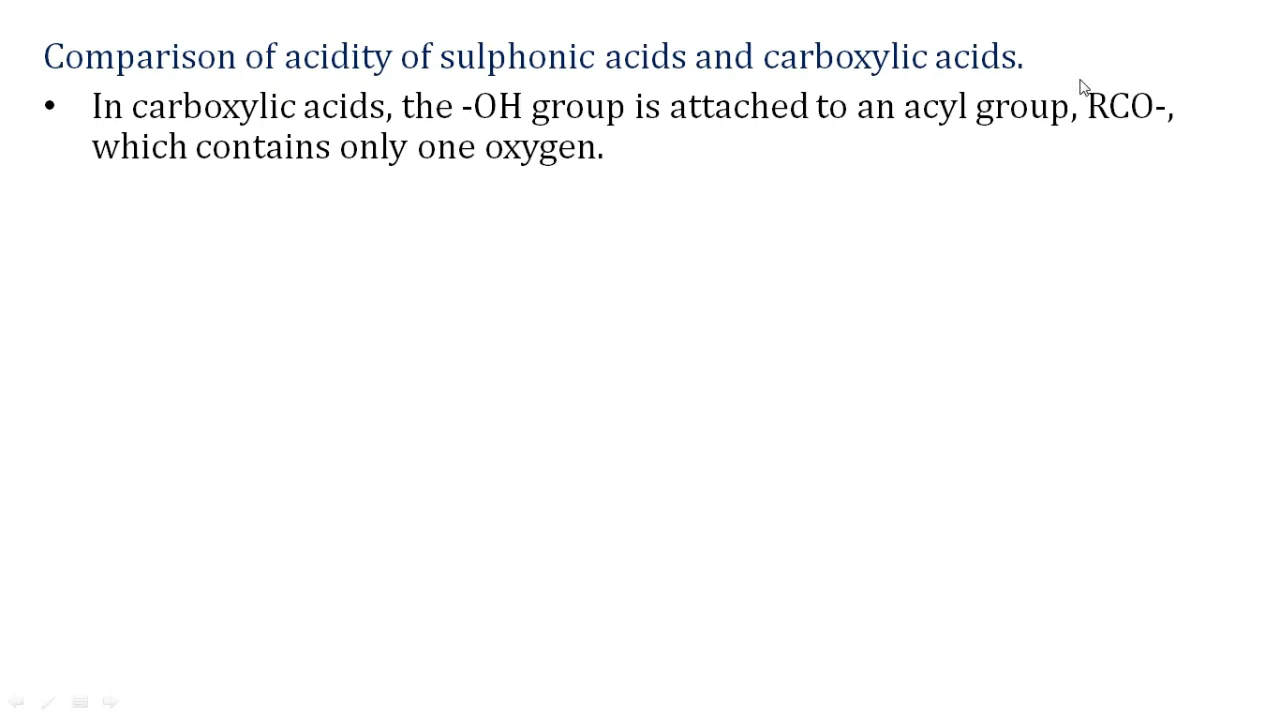 Comparison of acidity of sulphonic acids and carboxylic acids.
• In carboxylic acids, the -OH group is attached to an acyl group, RCO-,
which contains only one oxygen.